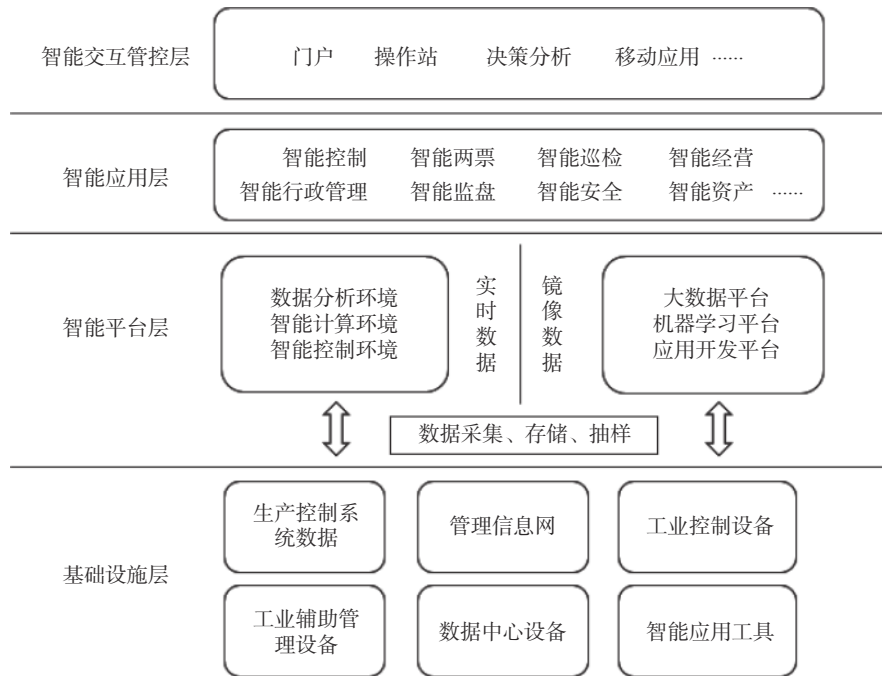 智能交互管控层
门户 操作站 决策分析 移动应用 ……
智能应用层
智能控制 智能两票 智能巡检 智能经营
智能行政管理 智能监盘 智能安全 智能资产 ……
智能平台层
数据分析环境
智能计算环境
智能控制环境
实时数据
镜像数据
大数据平台
机器学习平台
应用开发平台
数据采集、存储、抽样
基础设施层
生产控制系
统数据
管理信息网
工业控制设备
工业辅助管
理设备
数据中心设备
智能应用工具